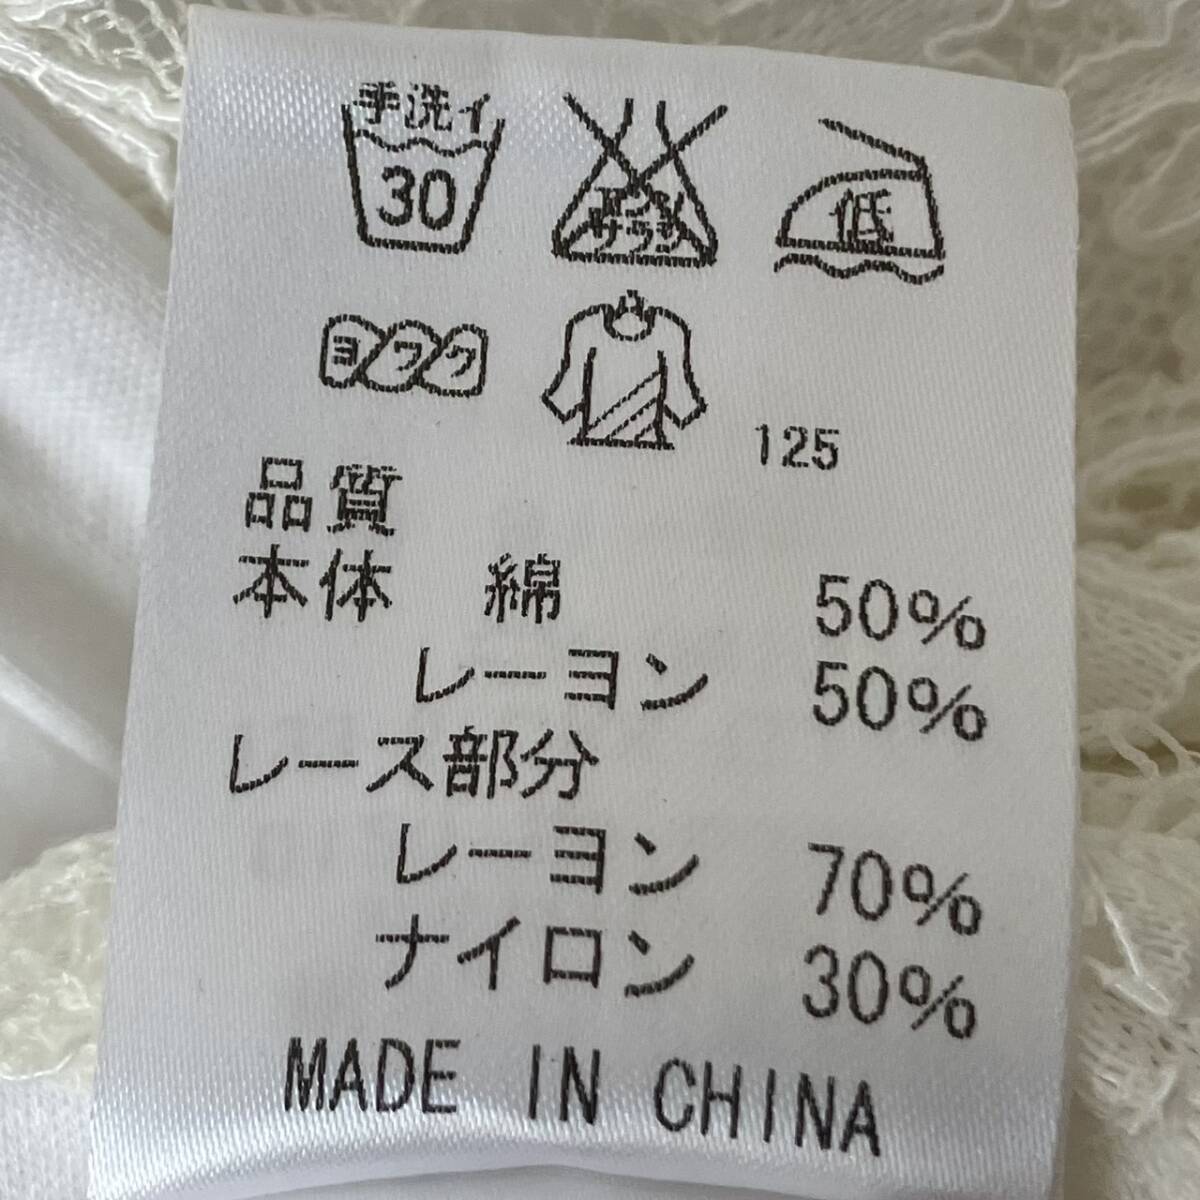 手洗イ
30
エンソ
サラシ
低
ヨワク
125
品質
本体 綿 50%
レーヨン 50%
レース部分
レーヨン 70%
ナイロン 30%
MADE IN CHINA